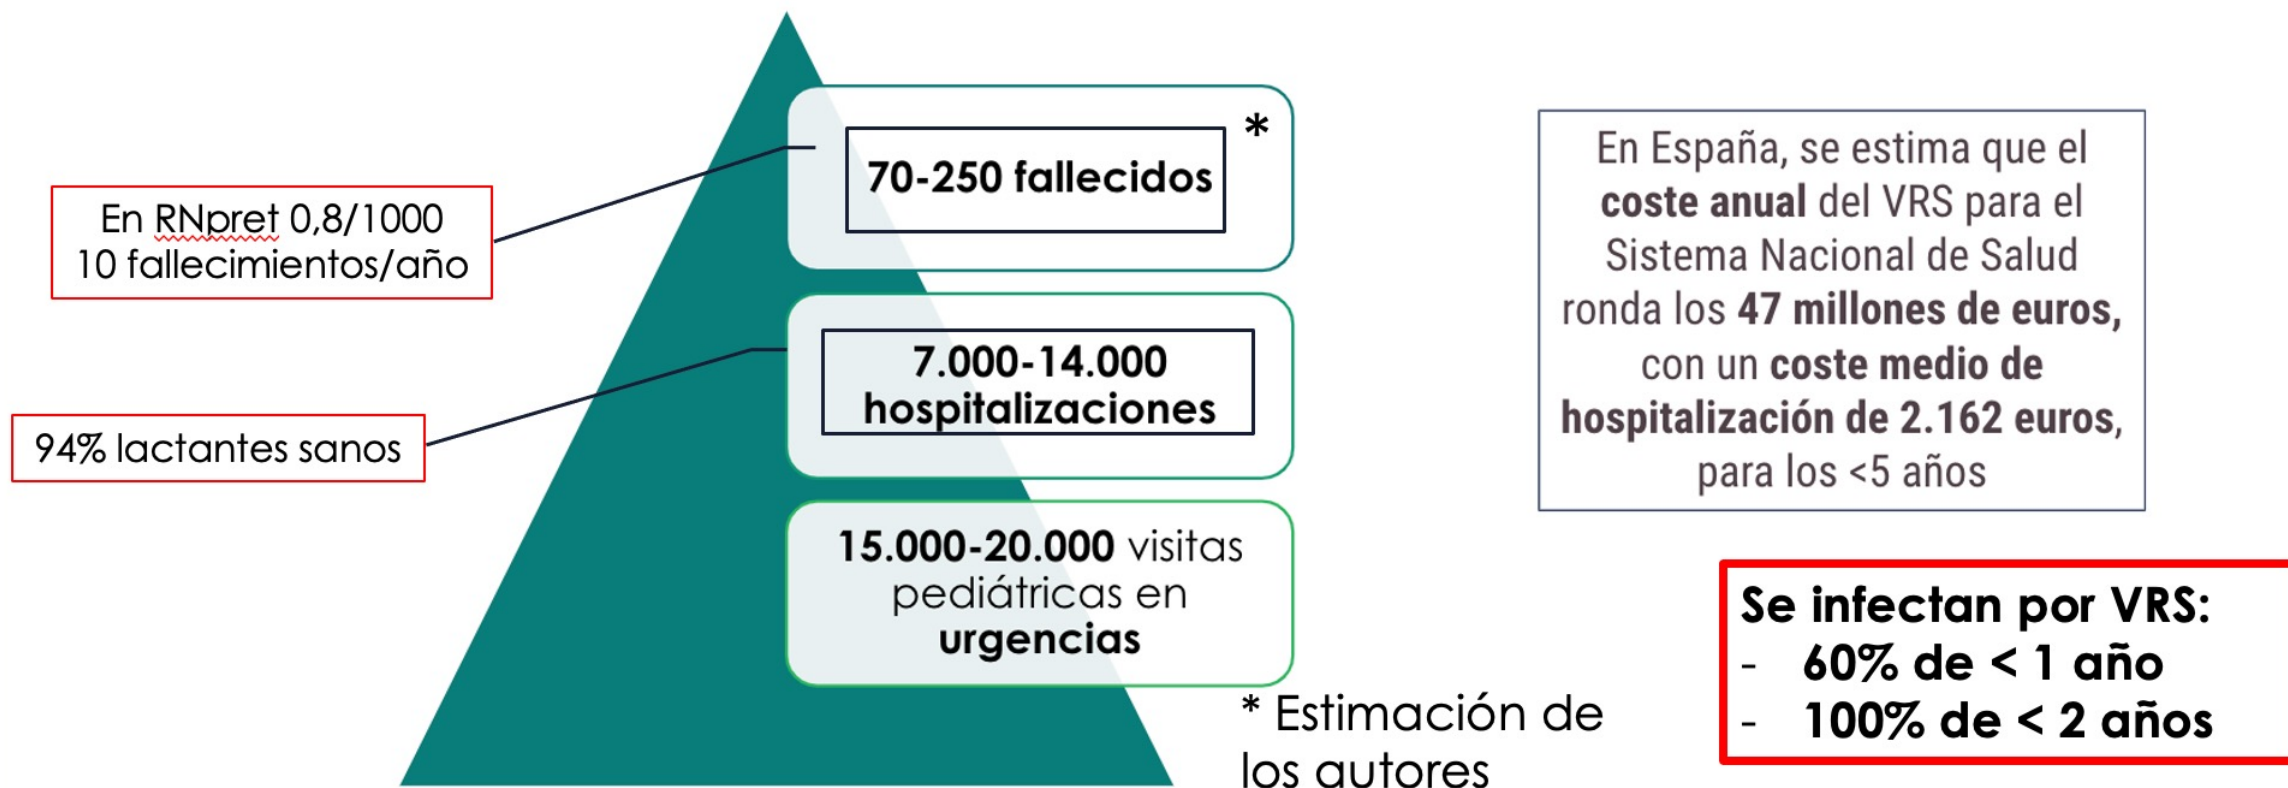 *
70-250 fallecidos
En RNpret 0,8/1000
10 fallecimientos/año
7.000-14.000
hospitalizaciones
94% lactantes sanos
15.000-20.000 visitas
pediátricas en
urgencias
* Estimación de
los autores
En España, se estima que el
coste anual del VRS para el
Sistema Nacional de Salud
ronda los 47 millones de euros,
con un coste medio de
hospitalización de 2.162 euros,
para los <5 años
Se infectan por VRS:
- 60% de < 1 año
- 100% de < 2 años